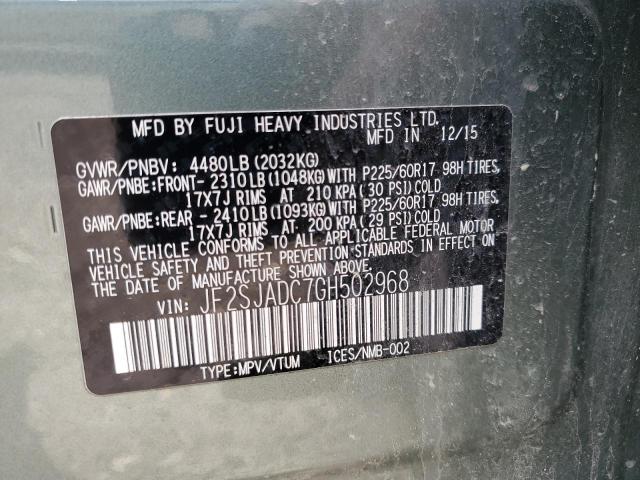 MFD BY FUJI HEAVY INDUSTRIES LTD.
MFD IN 12/15
GVWR/PNBV: 4480LB(2032KG)
GAWR/PNBE:FRONT- 2310LB(1048KG)WITH P225/60R17 98H TIRES,
17X7J RIMS AT 210 KPA(30 PSI)COLD
GAWR/PNBE:REAR - 2410LB(1093KG)WITH P225/60R17 98H TIRES,
17X7J RIMS AT 200 KPA(29 PSI)COLD
THIS VEHICLE CONFORMS TO ALL APPLICABLE FEDERAL MOTOR
VEHICLE SAFETY AND THEFT PREVENTION STANDARDS IN EFFECT ON
THE DATE OF MANUFACTURE SHOWN ABOVE.
VIN: JF2SJADC7GH502968
TYPE:MPV/VTUM ICES/NMB-002